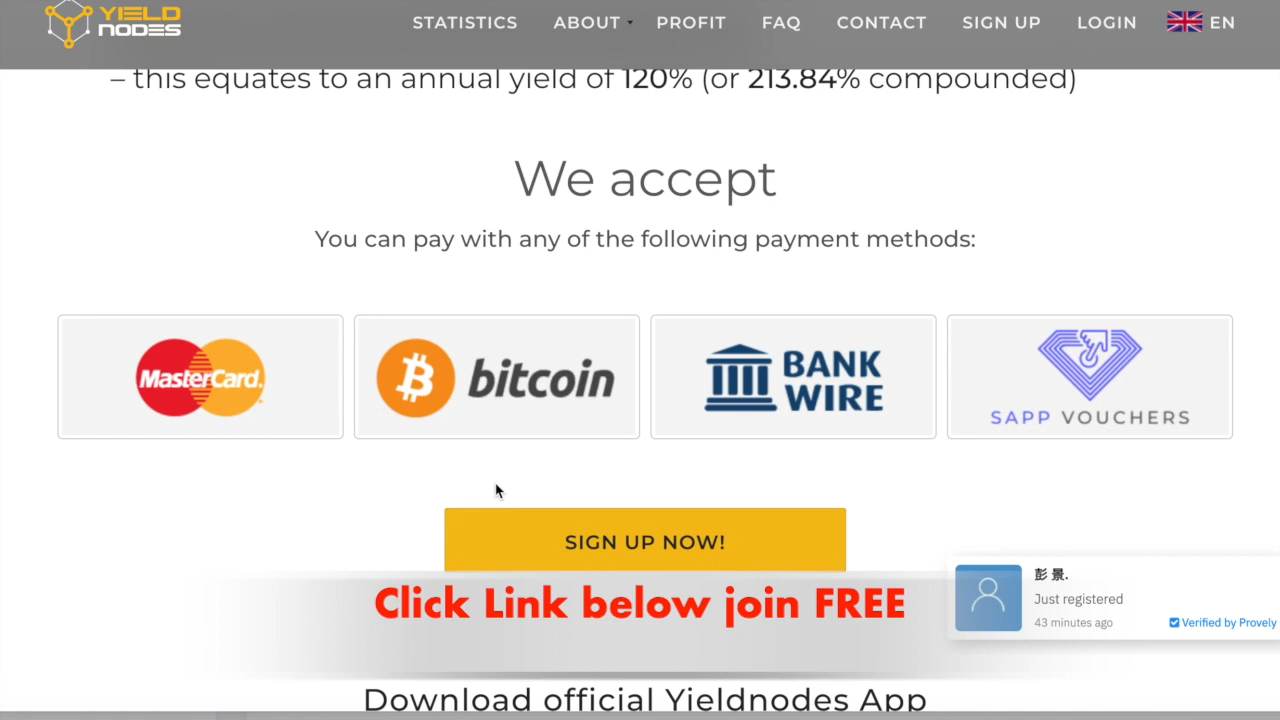 YIELD
NODES
STATISTICS ABOUT PROFIT FAQ CONTACT SIGN UP LOGIN EN
– this equates to an annual yield of 120% (or 213.84% compounded)
We accept
You can pay with any of the following payment methods:
MasterCard.
bitcoin
BANK
WIRE
SAPP VOUCHERS
SIGN UP NOW!
Click Link below join FREE
彭 景.
Just registered
43 minutes ago Verified by Provely
Download official Yieldnodes App